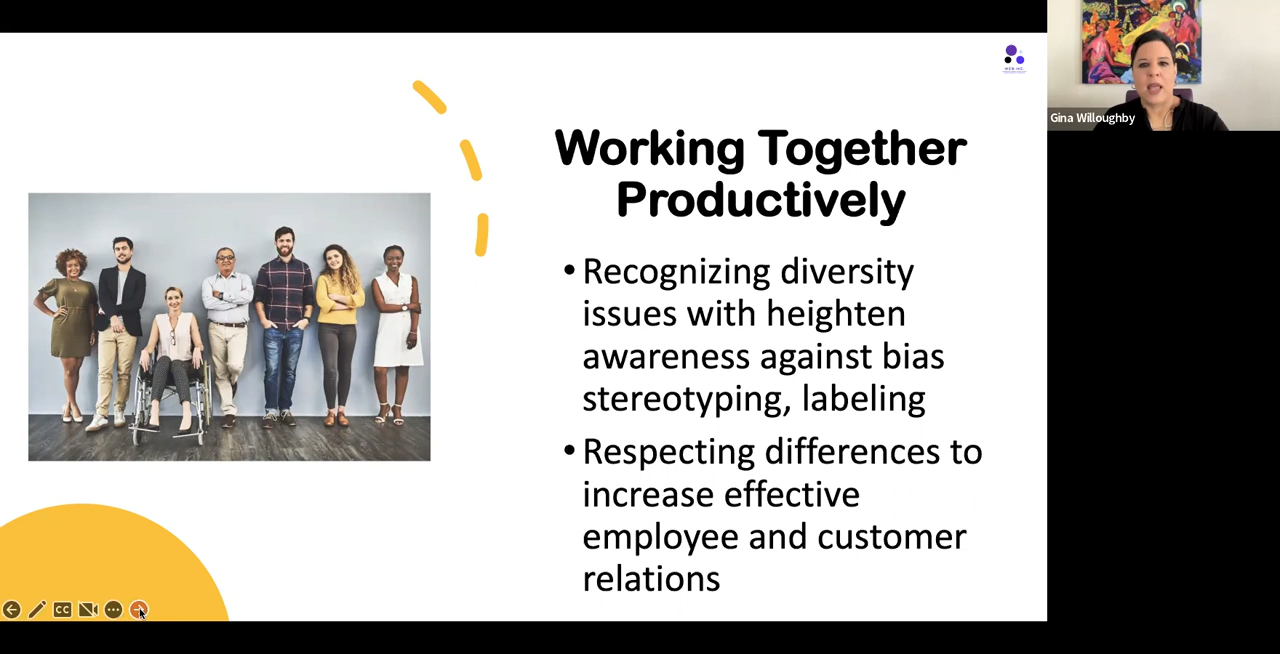 Working Together
Productively
•Recognizing diversity
issues with heighten
awareness against bias
stereotyping, labeling
•Respecting differences to
increase effective
employee and customer
relations
Gina Willoughby
CC